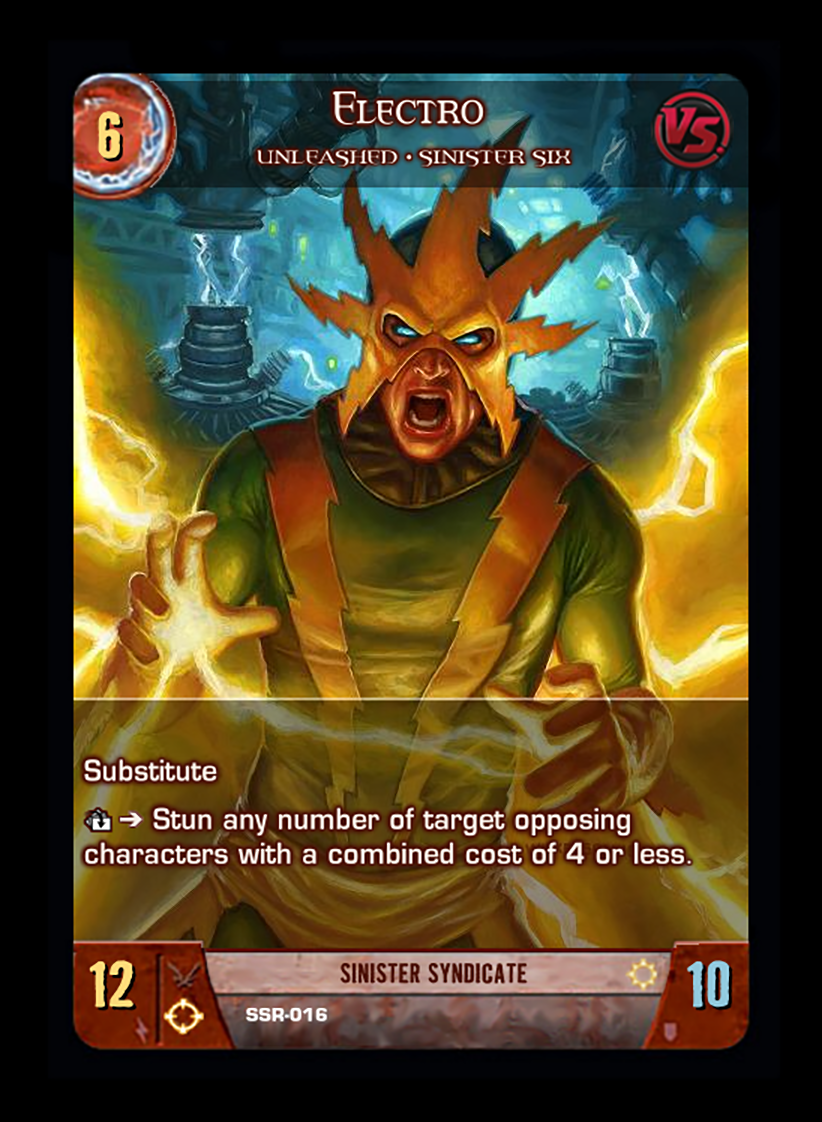 6
Electro
VS.
Unleashed • Sinister Six
Substitute
➔ Stun any number of target opposing
characters with a combined cost of 4 or less.
12
SINISTER SYNDICATE
10
SSR-016